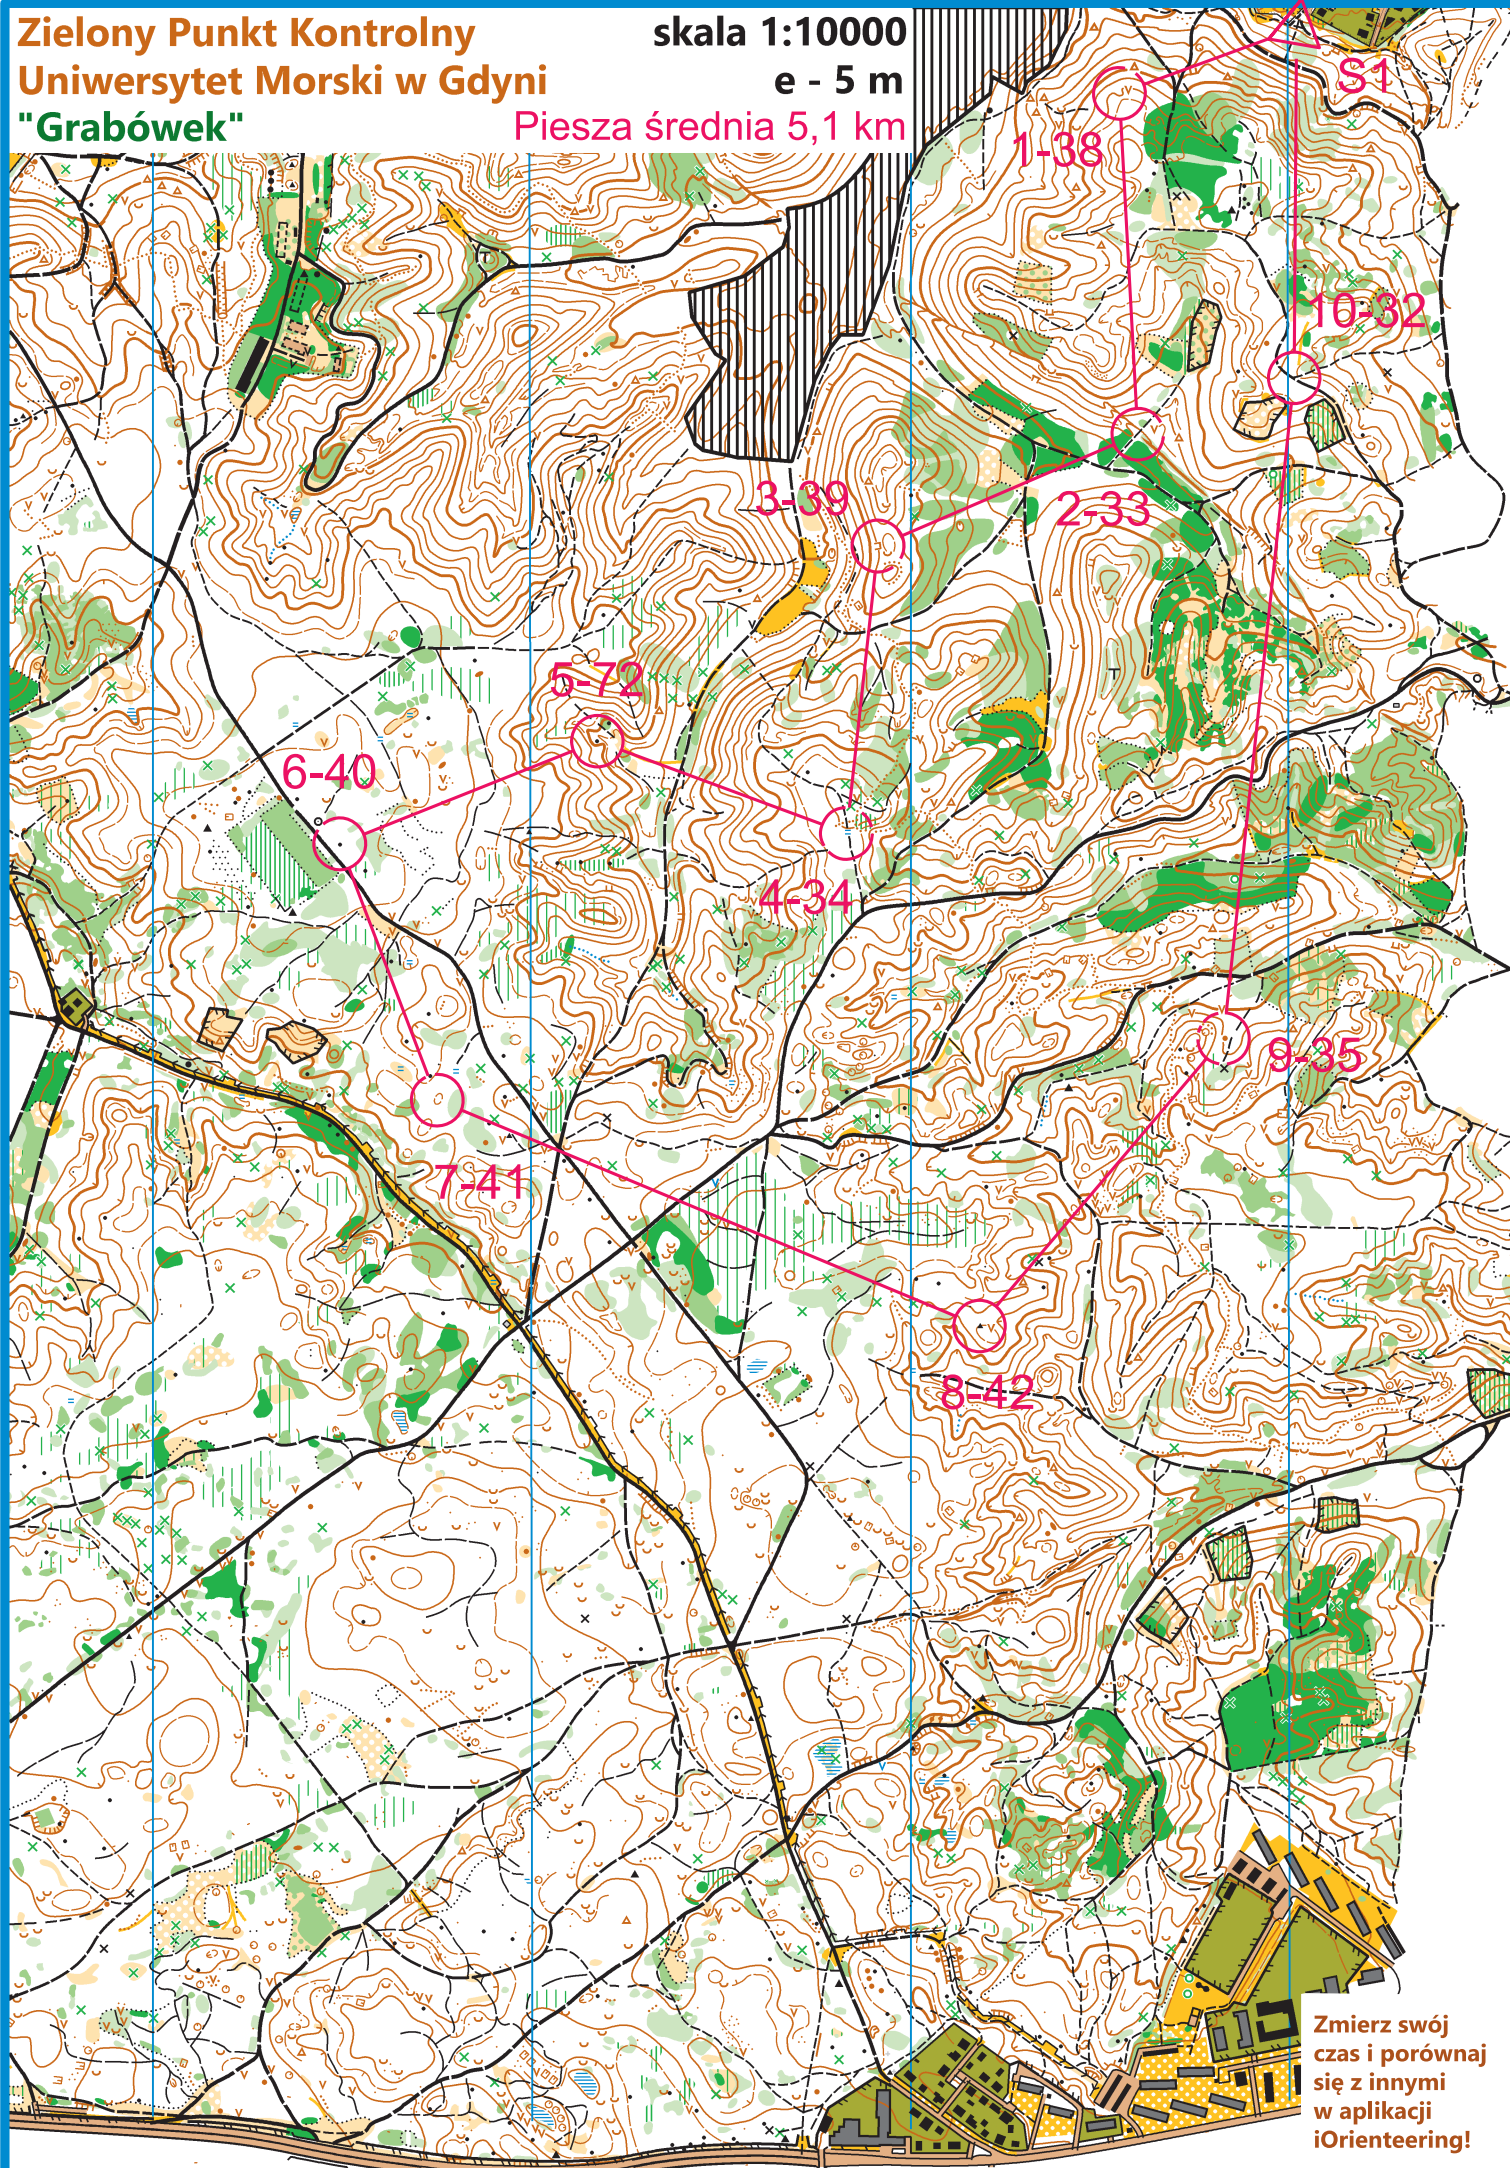 Zielony Punkt Kontrolny
Uniwersytet Morski w Gdyni
"Grabówek"
skala 1:10000
e - 5 m
Piesza średnia 5,1 km
S1
1-38
10-32
3-39
2-33
5-72
6-40
4-34
9-35
7-41
8-42
Zmierz swój
czas i porównaj
się z innymi
w aplikacji
iOrienteering!